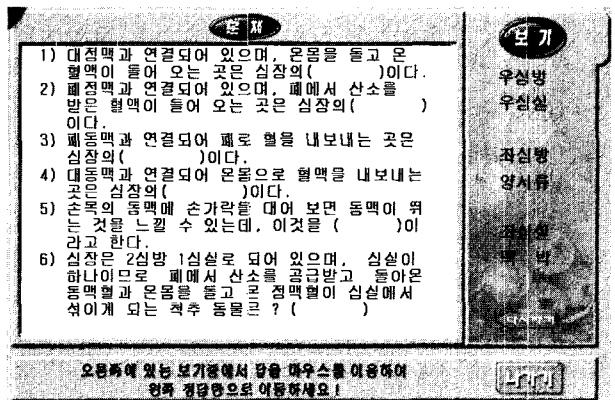 문제
1) 대정맥과 연결되어 있으며, 온몸을 돌고 온
혈액이 들어 오는 곳은 심장의( )이다.
2) 폐정맥과 연결되어 있으며, 폐에서 산소를
받은 혈액이 들어 오는 곳은 심장의( )
이다.
3) 폐동맥과 연결되어 폐로 혈을 내보내는 곳은
심장의( )이다.
4) 대동맥과 연결되어 온몸으로 혈액을 내보내는
곳은 심장의( )이다.
5) 손목의 동맥에 손가락을 대어 보면 동맥이 뛰
는 것을 느낄 수 있는데, 이것을 ( )이
라고 한다.
6) 심장은 2심방 1심실로 되어 있으며, 심실이
하나이므로 폐에서 산소를 공급받고 돌아온
동맥혈과 온몸을 돌고 온 정맥혈이 심실에서
섞이게 되는 척추 동물은 ? ( )
보기
우심방
우심실
좌심방
양서류
좌심실
맥 박
오른쪽에 있는 보기중에서 답을 마우스를 이용하여
왼쪽 정답란으로 이동하세요!
나가기